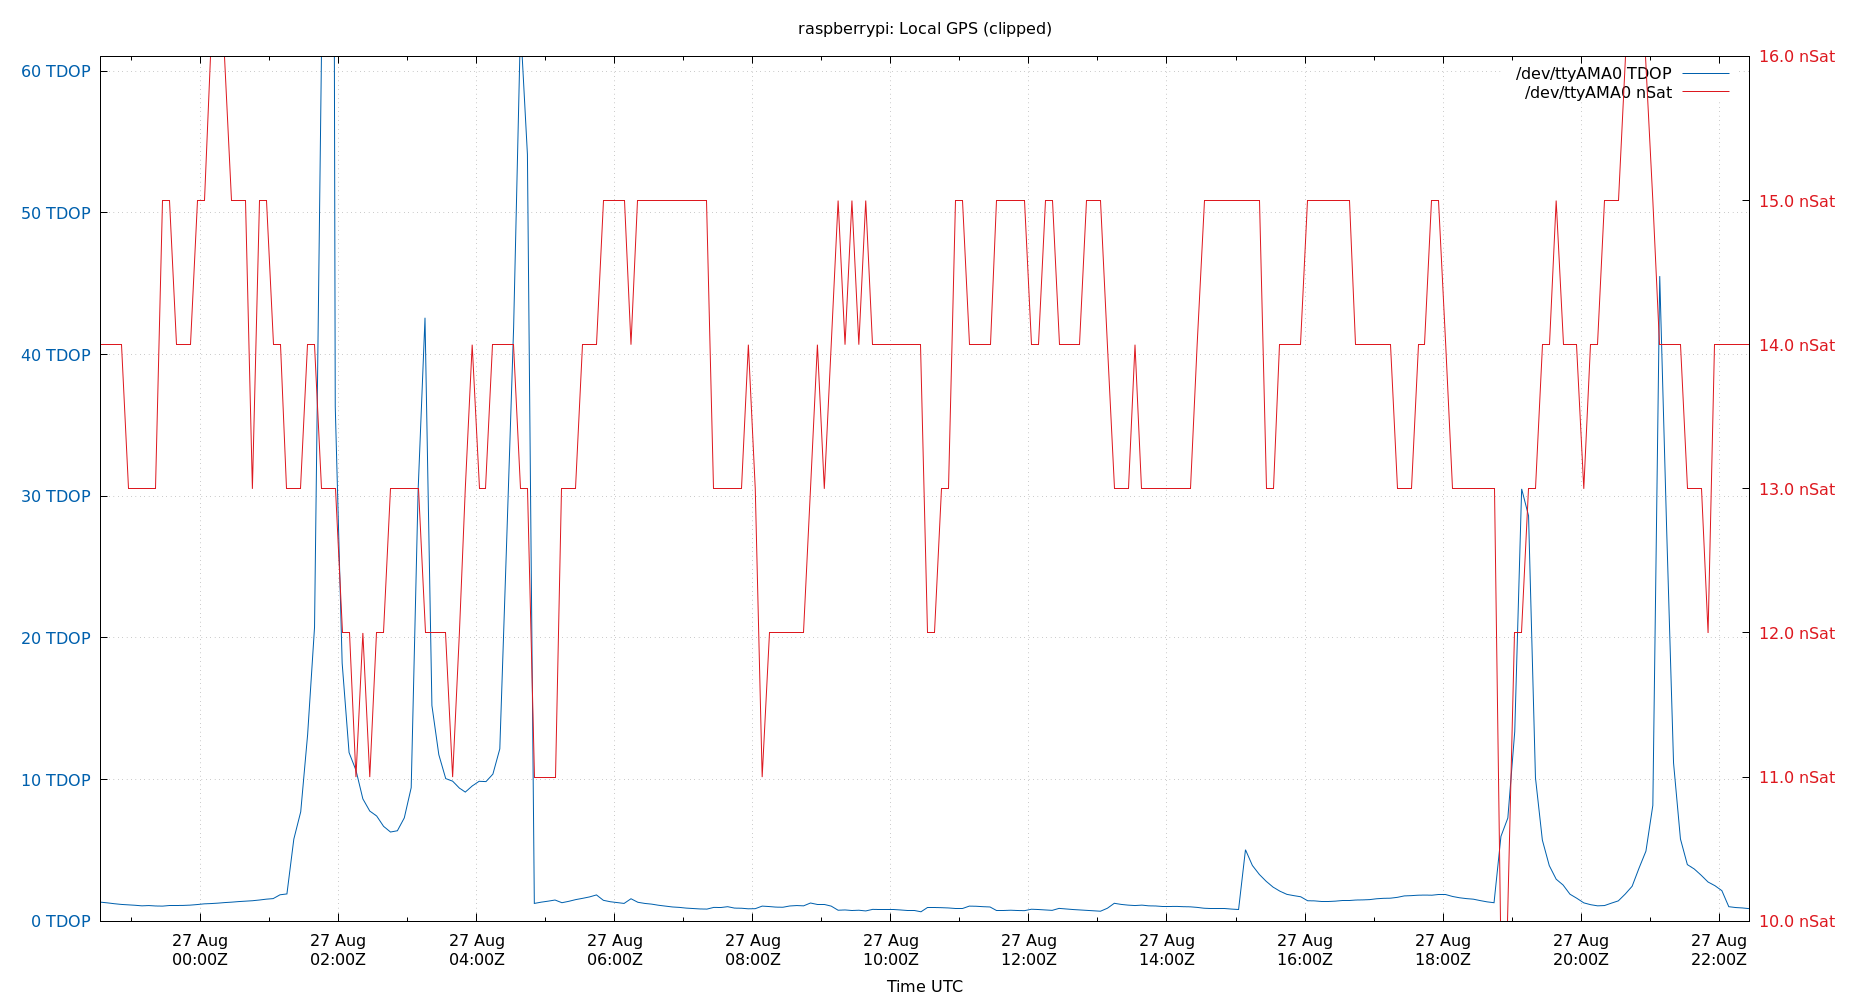 raspberrypi: Local GPS (clipped)
60 TDOP
50 TDOP
40 TDOP
30 TDOP
20 TDOP
10 TDOP
0 TDOP
16.0 nSat
15.0 nSat
14.0 nSat
13.0 nSat
12.0 nSat
11.0 nSat
10.0 nSat
/dev/ttyAMA0 TDOP
/dev/ttyAMA0 nSat
27 Aug 27 Aug 27 Aug 27 Aug 27 Aug 27 Aug 27 Aug 27 Aug 27 Aug 27 Aug 27 Aug 27 Aug
00:00Z 02:00Z 04:00Z 06:00Z 08:00Z 10:00Z 12:00Z 14:00Z 16:00Z 18:00Z 20:00Z 22:00Z
Time UTC